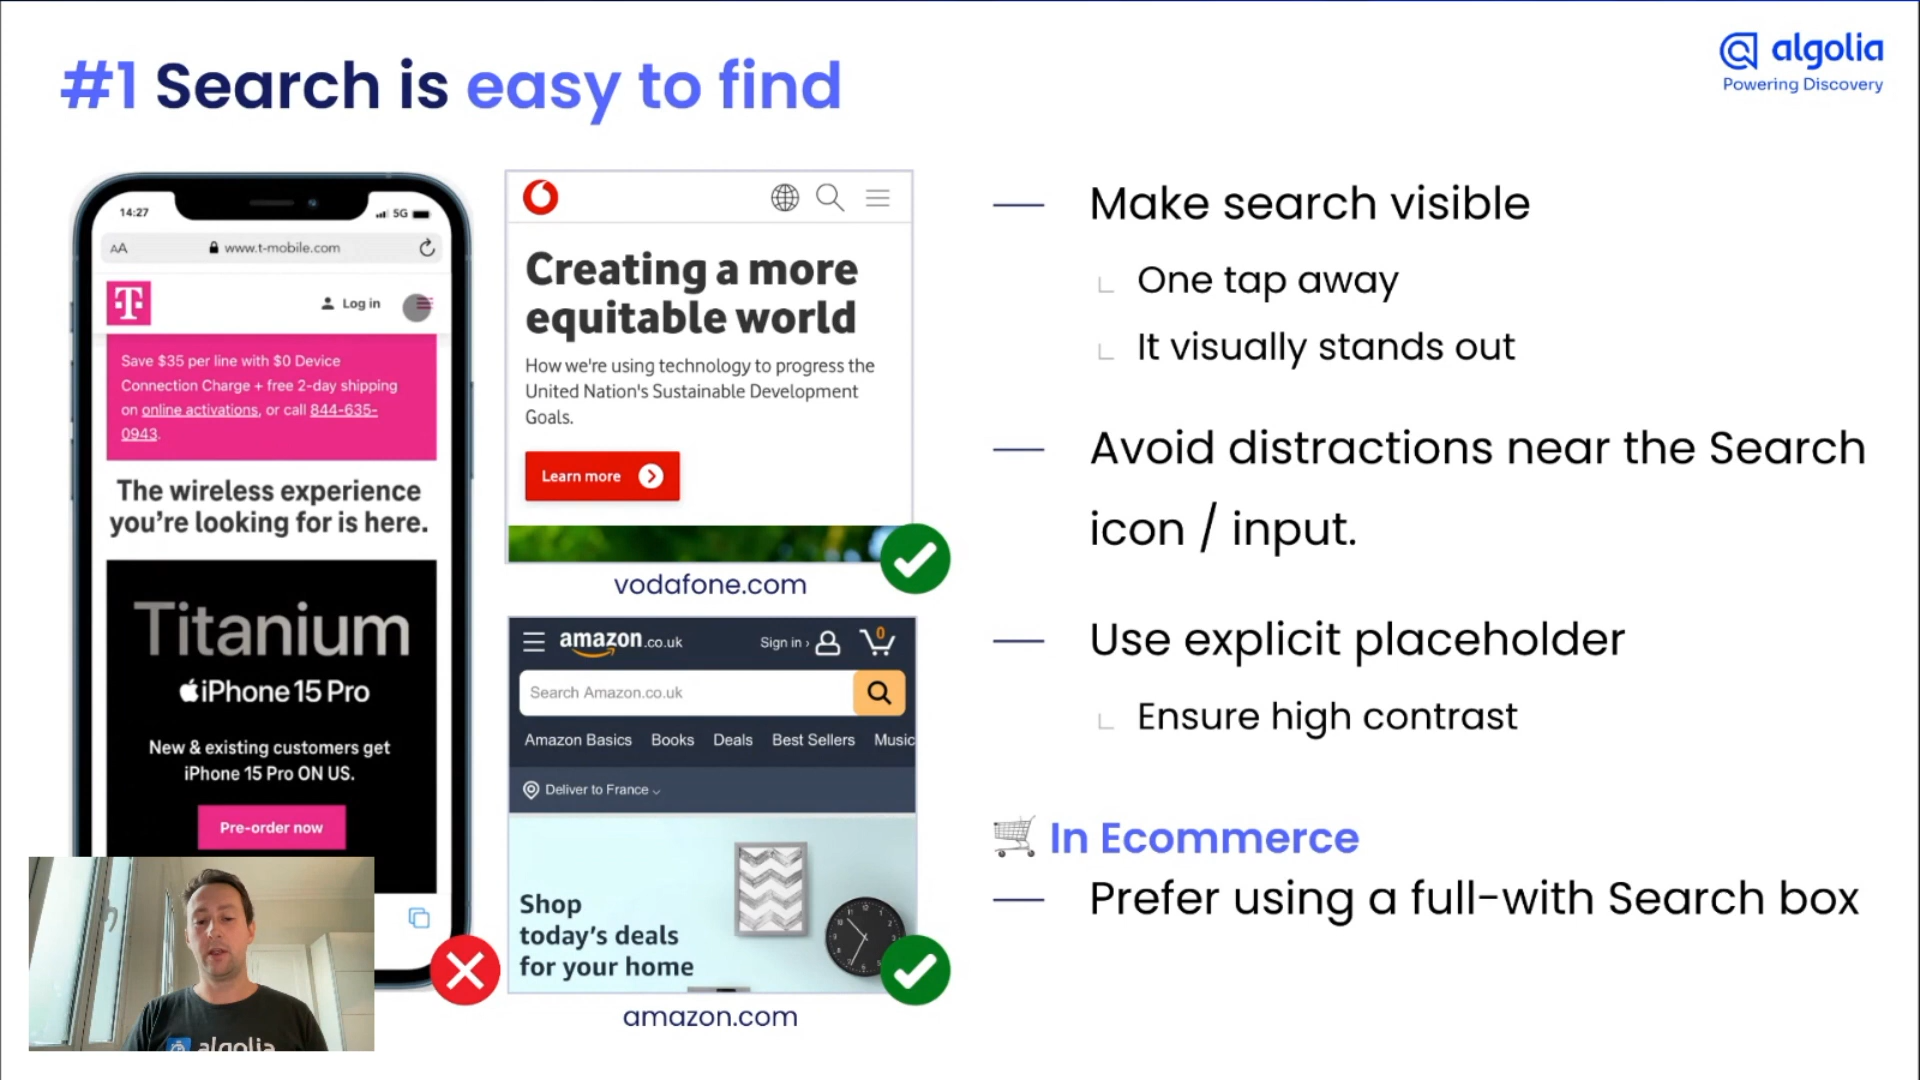 #1 Search is easy to find
algolia
Powering Discovery
14:27
5G
AA
www.t-mobile.com
T
Log in
Save $35 per line with $0 Device
Connection Charge + free 2-day shipping
on online activations, or call 844-635-
0943.
The wireless experience
you're looking for is here.
Titanium
iPhone 15 Pro
New & existing customers get
iPhone 15 Pro ON US.
Pre-order now
algolia
Creating a more
equitable world
How we're using technology to progress the
United Nation's Sustainable Development
Goals.
Learn more
vodafone.com
amazon.co.uk
Sign in ›
0
Search Amazon.co.uk
Amazon Basics Books Deals Best Sellers Music
Deliver to France
Shop
today's deals
for your home
amazon.com
Make search visible
One tap away
It visually stands out
Avoid distractions near the Search
icon / input.
Use explicit placeholder
Ensure high contrast
In Ecommerce
Prefer using a full-with Search box